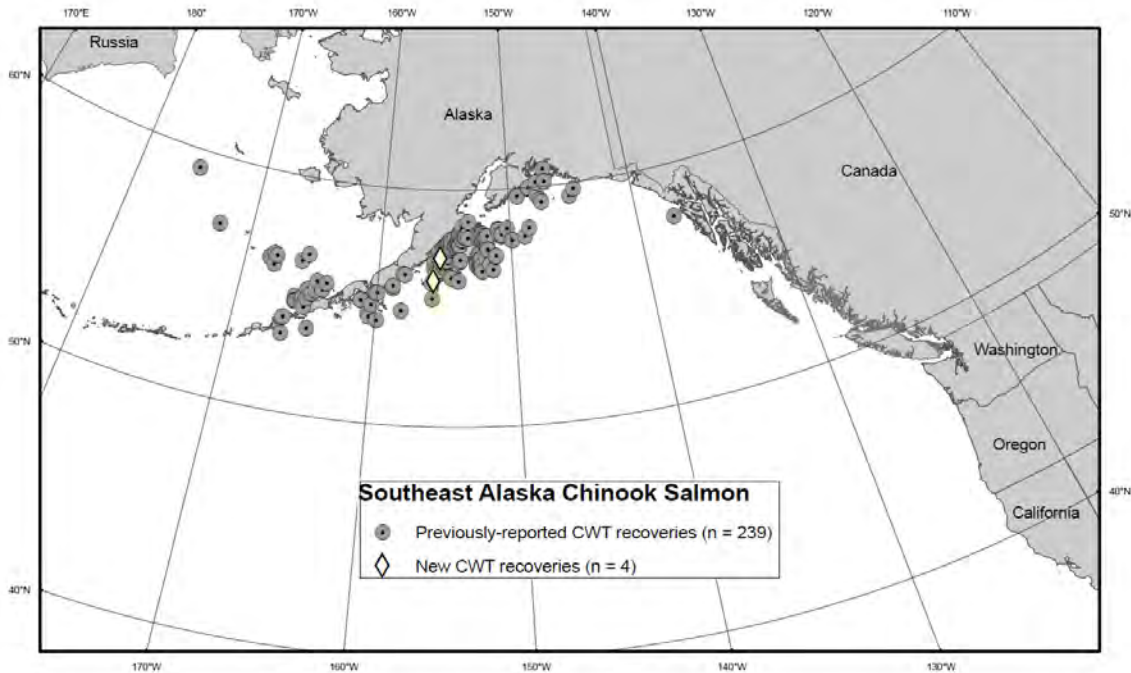 170°E 180° 170°W 160°W 150°W 140°W 130°W 120°W 110°W
Russia
60°N
Alaska
Canada
50°N
50°N
Washington
Oregon
Southeast Alaska Chinook Salmon
40°N
California
Previously-reported CWT recoveries (n = 239)
New CWT recoveries (n = 4)
40°N
170°W 160°W 150°W 140°W 130°W